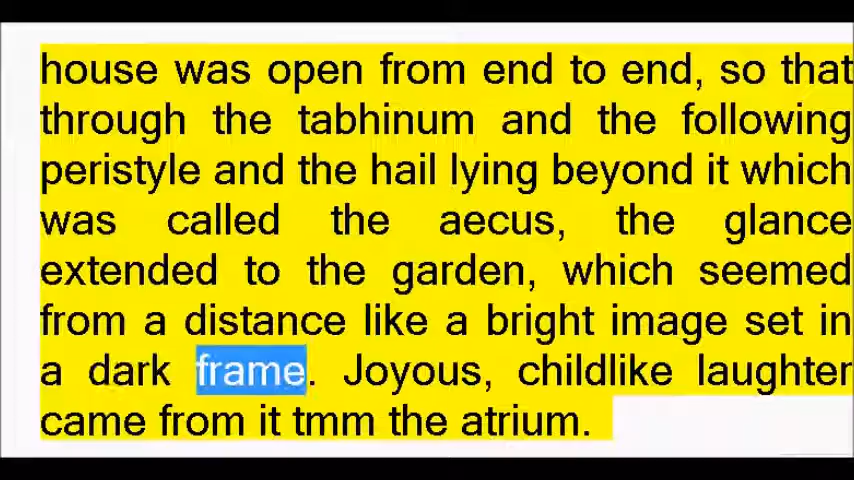 house was open from end to end, so that
through the tabhinum and the following
peristyle and the hail lying beyond it which
was called the aecus, the glance
extended to the garden, which seemed
from a distance like a bright image set in
a dark frame. Joyous, childlike laughter
came from it tmm the atrium.